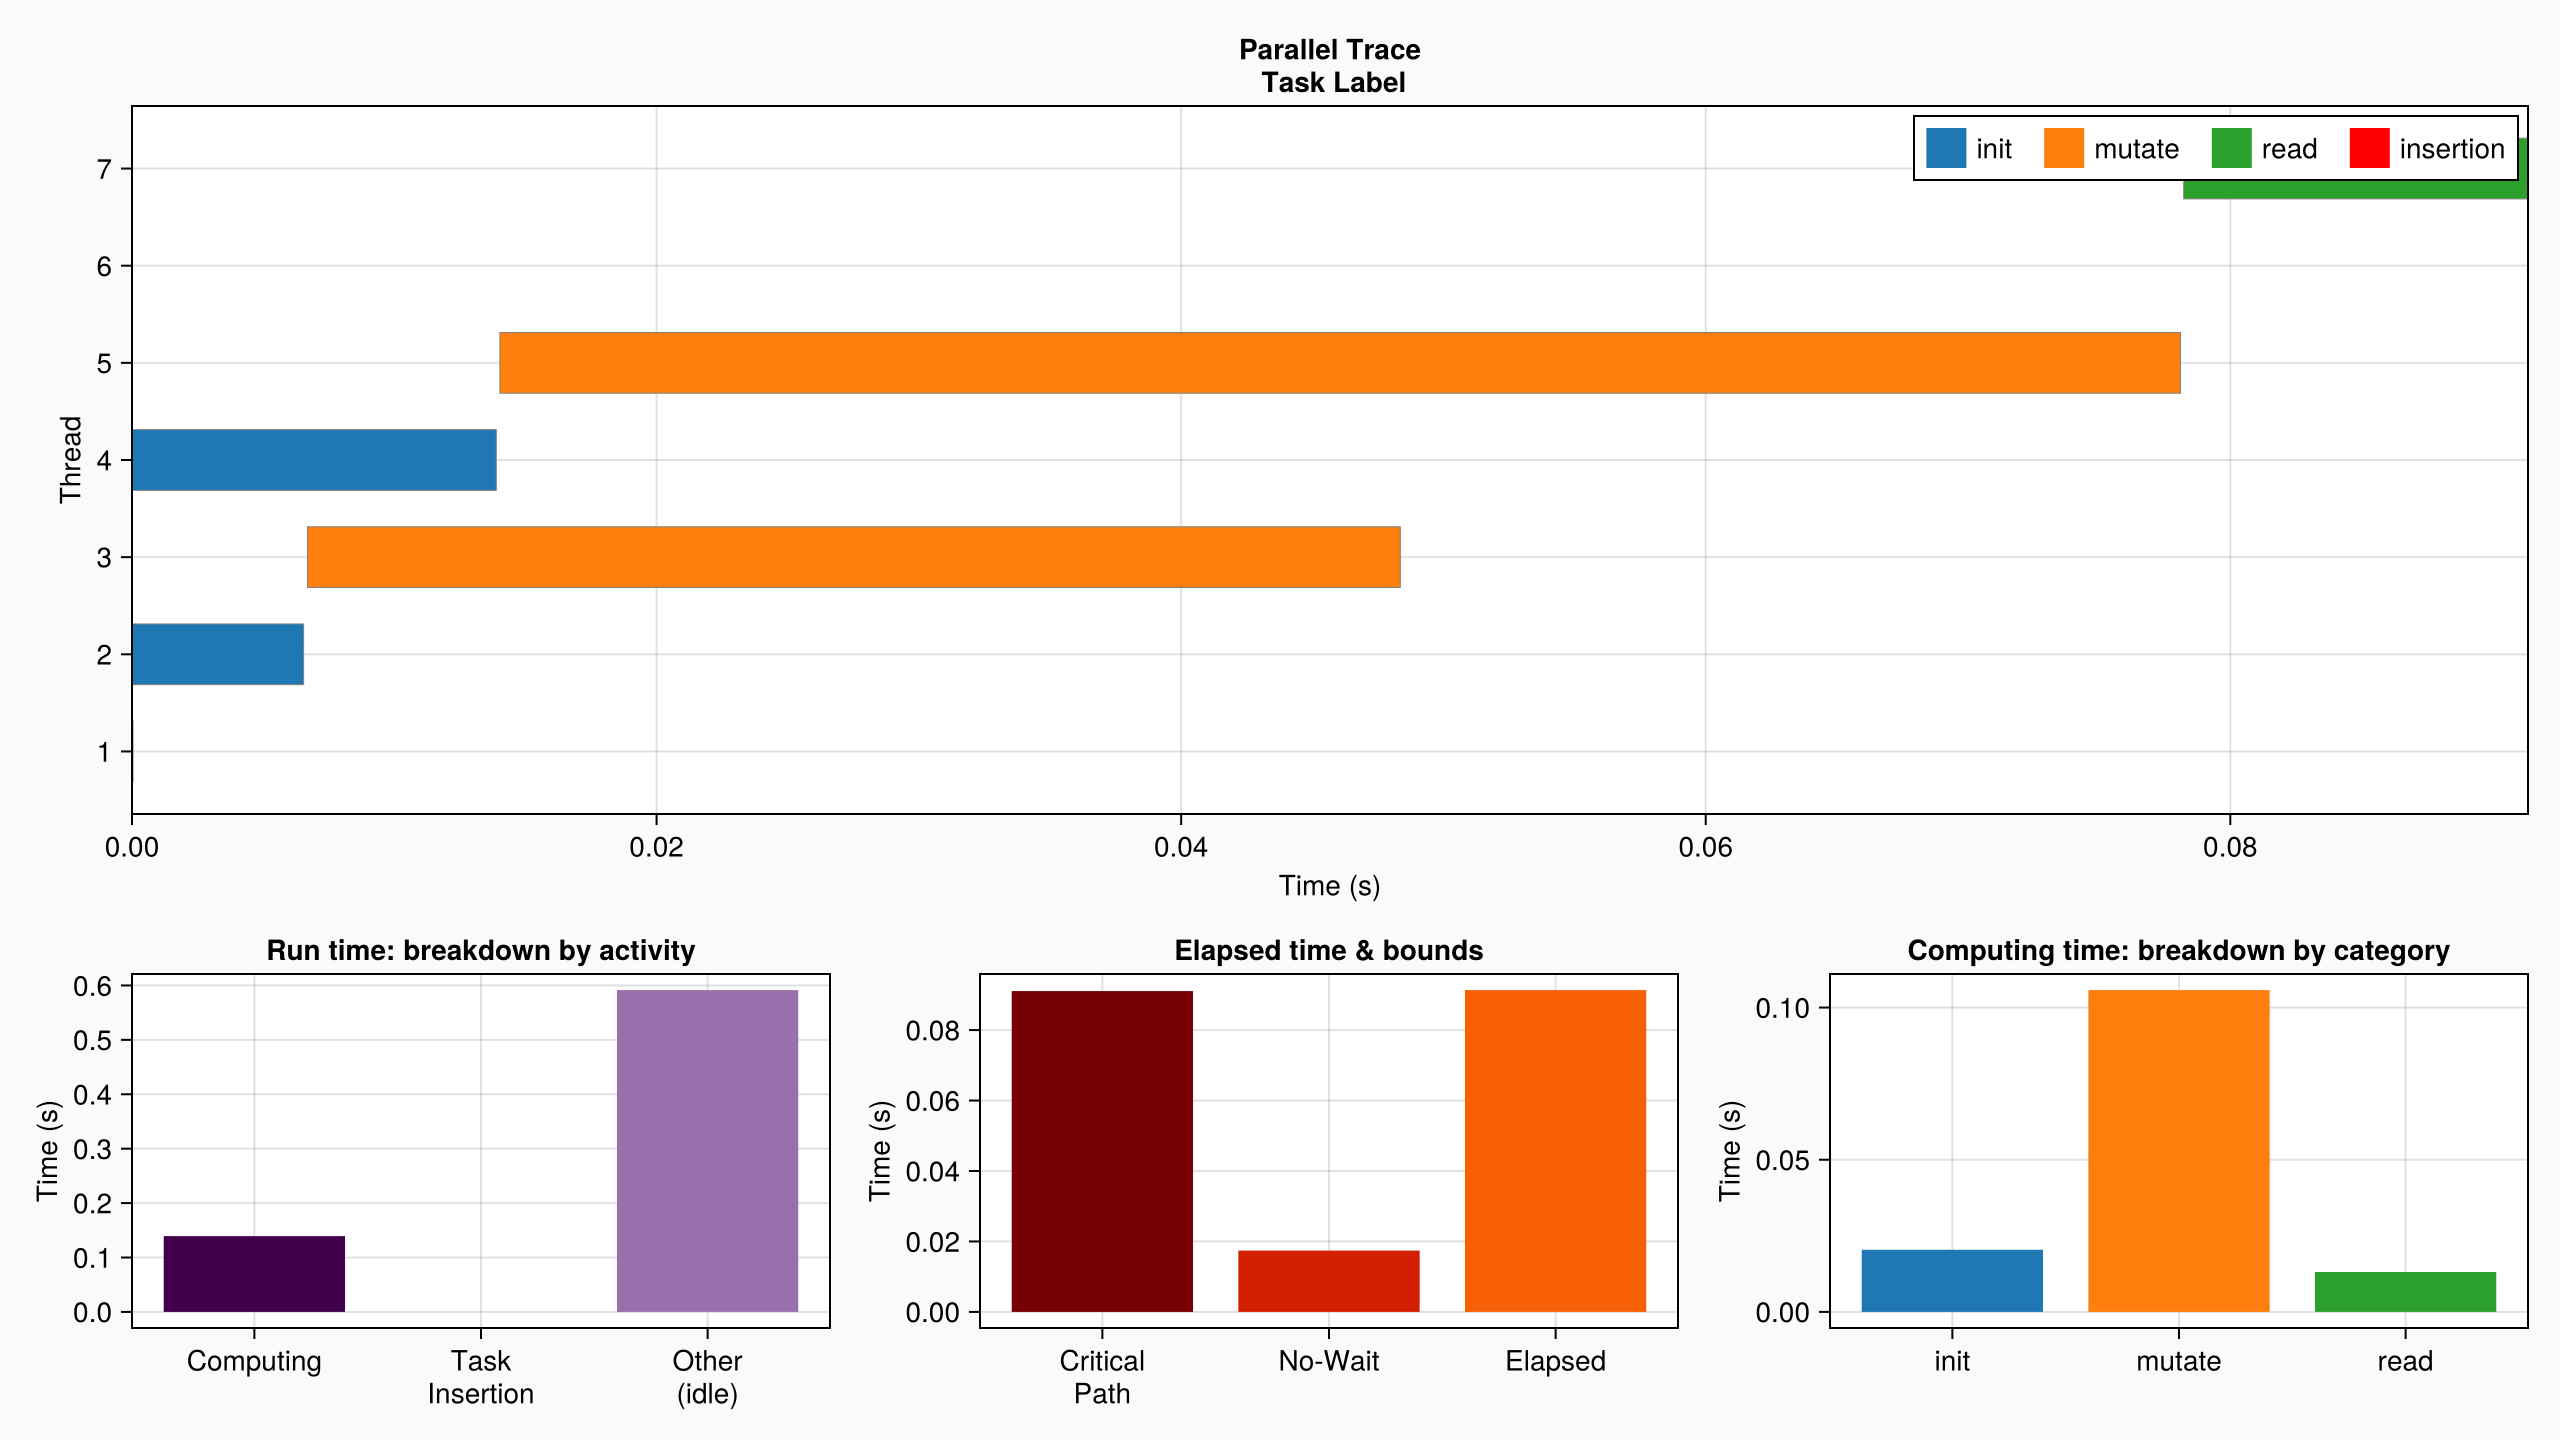 Parallel Trace
Task Label
init mutate read insertion
7
6
5
4
3
2
1
Thread
0.00 0.02 0.04 0.06 0.08
Time (s)
Run time: breakdown by activity
0.6
0.5
0.4
0.3
0.2
0.1
0.0
Time (s)
Computing Task Insertion Other (idle)
Elapsed time & bounds
0.08
0.06
0.04
0.02
0.00
Time (s)
Critical Path No-Wait Elapsed
Computing time: breakdown by category
0.10
0.05
0.00
Time (s)
init mutate read